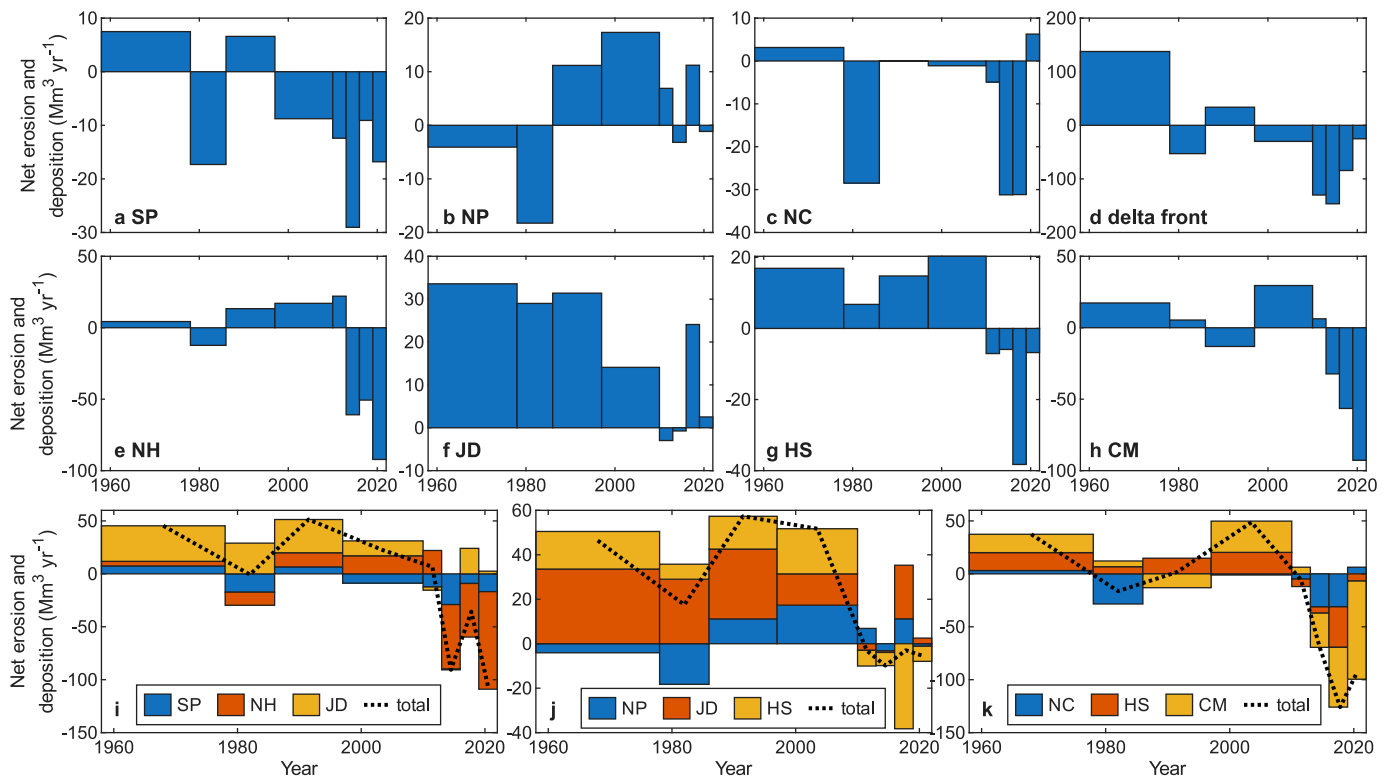 10
0
-10
-20
-30
a SP
20
10
0
-10
-20
b NP
10
0
-10
-20
-30
-40
c NC
200
100
0
-100
-200
d delta front
Net erosion and
deposition (Mm³ yr⁻¹)
50
0
-50
-100
e NH
1960 1980 2000 2020
40
30
20
10
0
-10
f JD
1960 1980 2000 2020
20
0
-20
-40
g HS
1960 1980 2000 2020
50
0
-50
-100
h CM
1960 1980 2000 2020
Net erosion and
deposition (Mm³ yr⁻¹)
50
0
-50
-100
-150
i SP NH JD total
1960 1980 2000 2020
Year
60
40
20
0
-20
-40
j NP JD HS total
1960 1980 2000 2020
Year
50
0
-50
-100
-150
k NC HS CM total
1960 1980 2000 2020
Year
Net erosion and
deposition (Mm³ yr⁻¹)